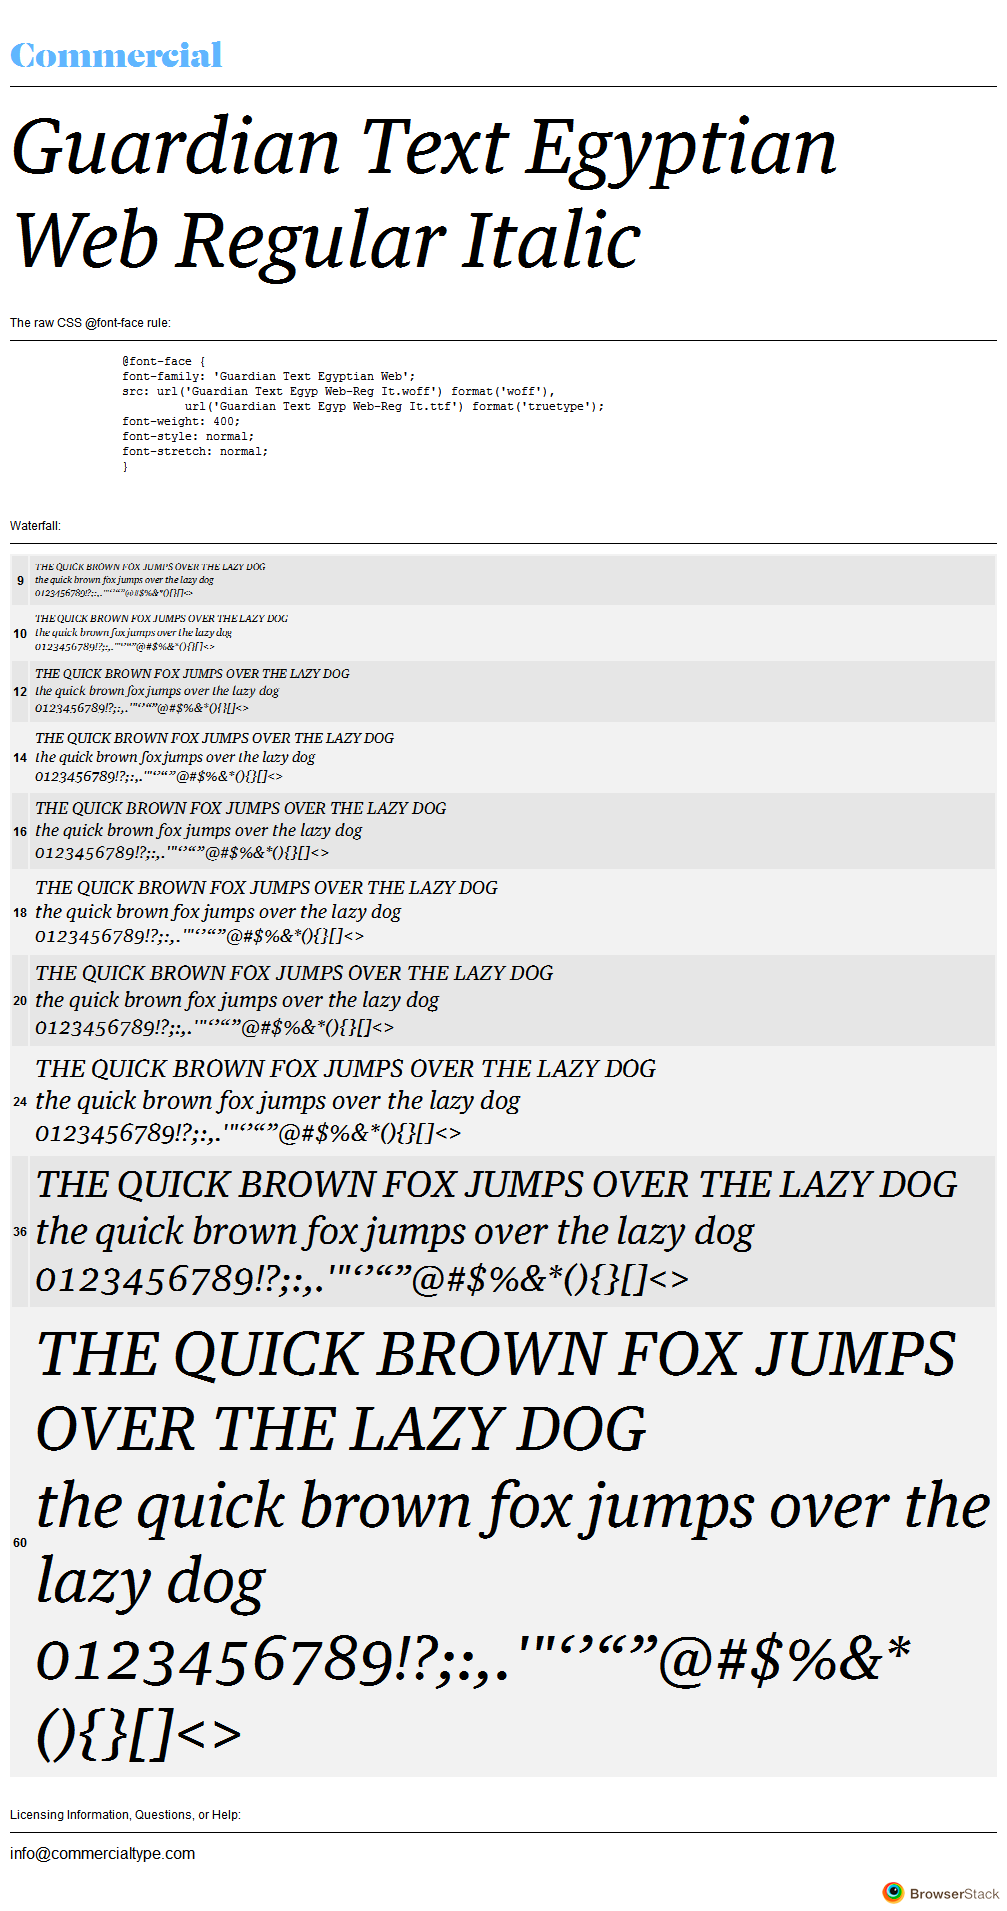 Commercial
Guardian Text Egyptian
Web Regular Italic
The raw CSS @font-face rule:
@font-face {
font-family: 'Guardian Text Egyptian Web';
src: url('Guardian Text Egyp Web-Reg It.woff') format('woff'),
url('Guardian Text Egyp Web-Reg It.ttf') format('truetype');
font-weight: 400;
font-style: normal;
font-stretch: normal;
}
Waterfall:
THE QUICK BROWN FOX JUMPS OVER THE LAZY DOG
9 the quick brown fox jumps over the lazy dog
0123456789!?;:,.'"‘’“”@#$%&*(){}[]<>
THE QUICK BROWN FOX JUMPS OVER THE LAZY DOG
10 the quick brown fox jumps over the lazy dog
0123456789!?;:,.'"‘’“”@#$%&*(){}[]<>
THE QUICK BROWN FOX JUMPS OVER THE LAZY DOG
12 the quick brown fox jumps over the lazy dog
0123456789!?;:,.'"‘’“”@#$%&*(){}[]<>
THE QUICK BROWN FOX JUMPS OVER THE LAZY DOG
14 the quick brown fox jumps over the lazy dog
0123456789!?;:,.'"‘’“”@#$%&*(){}[]<>
THE QUICK BROWN FOX JUMPS OVER THE LAZY DOG
16 the quick brown fox jumps over the lazy dog
0123456789!?;:,.'"‘’“”@#$%&*(){}[]<>
THE QUICK BROWN FOX JUMPS OVER THE LAZY DOG
18 the quick brown fox jumps over the lazy dog
0123456789!?;:,.'"‘’“”@#$%&*(){}[]<>
THE QUICK BROWN FOX JUMPS OVER THE LAZY DOG
20 the quick brown fox jumps over the lazy dog
0123456789!?;:,.'"‘’“”@#$%&*(){}[]<>
THE QUICK BROWN FOX JUMPS OVER THE LAZY DOG
24 the quick brown fox jumps over the lazy dog
0123456789!?;:,.'"‘’“”@#$%&*(){}[]<>
THE QUICK BROWN FOX JUMPS OVER THE LAZY DOG
36 the quick brown fox jumps over the lazy dog
0123456789!?;:,.'"‘’“”@#$%&*(){}[]<>
THE QUICK BROWN FOX JUMPS
OVER THE LAZY DOG
the quick brown fox jumps over the
60
lazy dog
0123456789!?;:,.'"‘’“”@#$%&*
(){}[]<>
Licensing Information, Questions, or Help:
info@commercialtype.com
BrowserStack